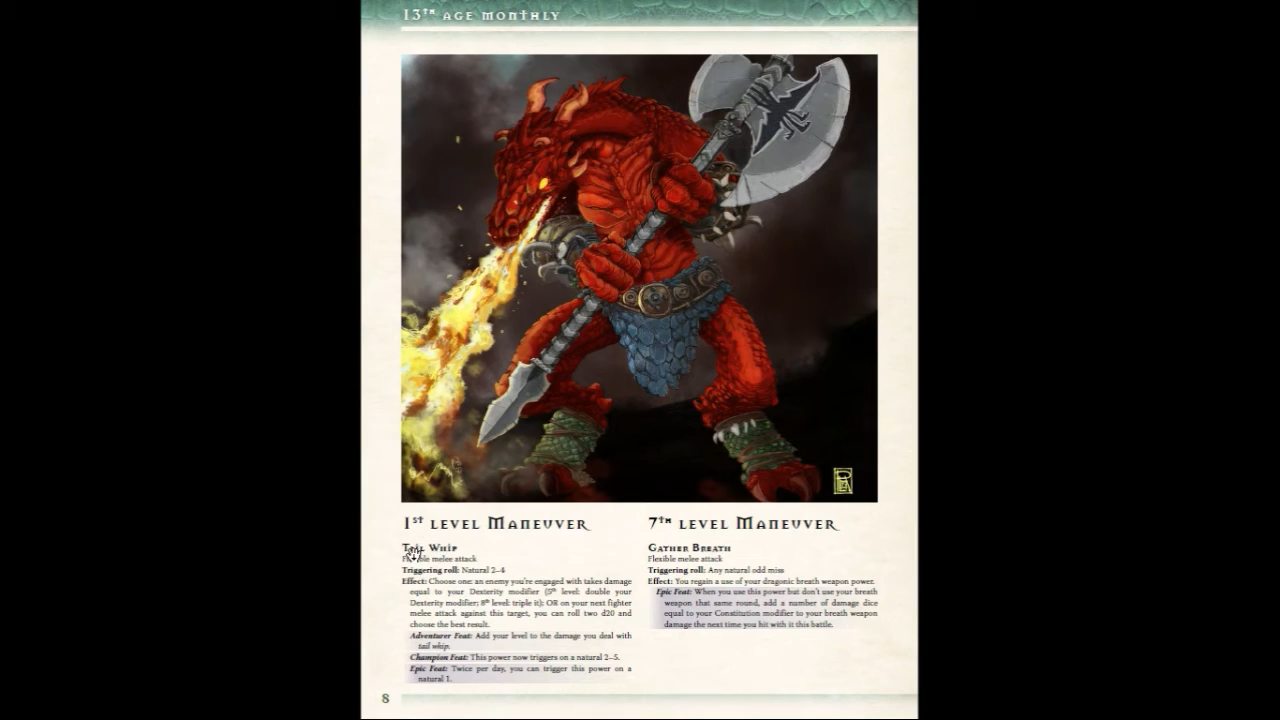 13TH AGE MONTHLY
1ST LEVEL MANEUVER
TAIL WHIP
Flexible melee attack
Triggering roll: Natural 2–4
Effect: Choose one: an enemy you're engaged with takes damage
equal to your Dexterity modifier (5th level: double your
Dexterity modifier; 8th level: triple it); OR on your next fighter
melee attack against this target, you can roll two d20 and
choose the best result.
Adventurer Feat: Add your level to the damage you deal with
tail whip.
Champion Feat: This power now triggers on a natural 2–5.
Epic Feat: Twice per day, you can trigger this power on a
natural 1.
7TH LEVEL MANEUVER
GATHER BREATH
Flexible melee attack
Triggering roll: Any natural odd miss
Effect: You regain a use of your dragonic breath weapon power.
Epic Feat: When you use this power but don't use your breath
weapon that same round, add a number of damage dice
equal to your Constitution modifier to your breath weapon
damage the next time you hit with it this battle.
8